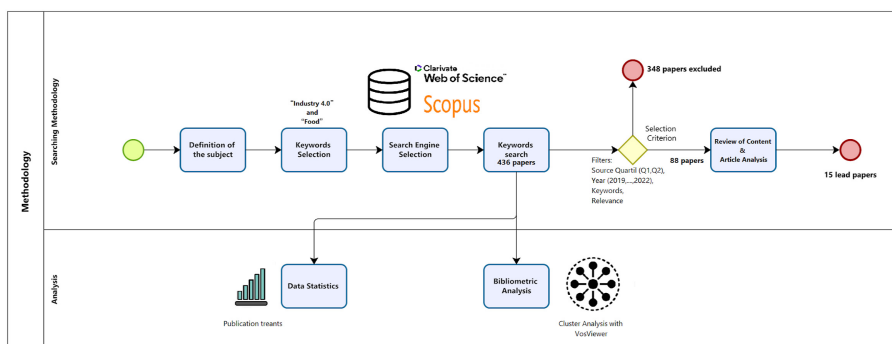 Methodology
Searching Methodology
Definition of
the subject
"Industry 4.0"
and
"Food"
Keywords
Selection
Clarivate
Web of Science™
Scopus
Search Engine
Selection
Keywords
search
436 papers
348 papers excluded
Selection
Criterion
Filters:
Source Quartil (Q1,Q2),
Year (2019,...,2022),
Keywords,
Relevance
88 papers
Review of Content
&
Article Analysis
15 lead papers
Analysis
Data Statistics
Publication treants
Bibliometric
Analysis
Cluster Analysis with
VosViewer